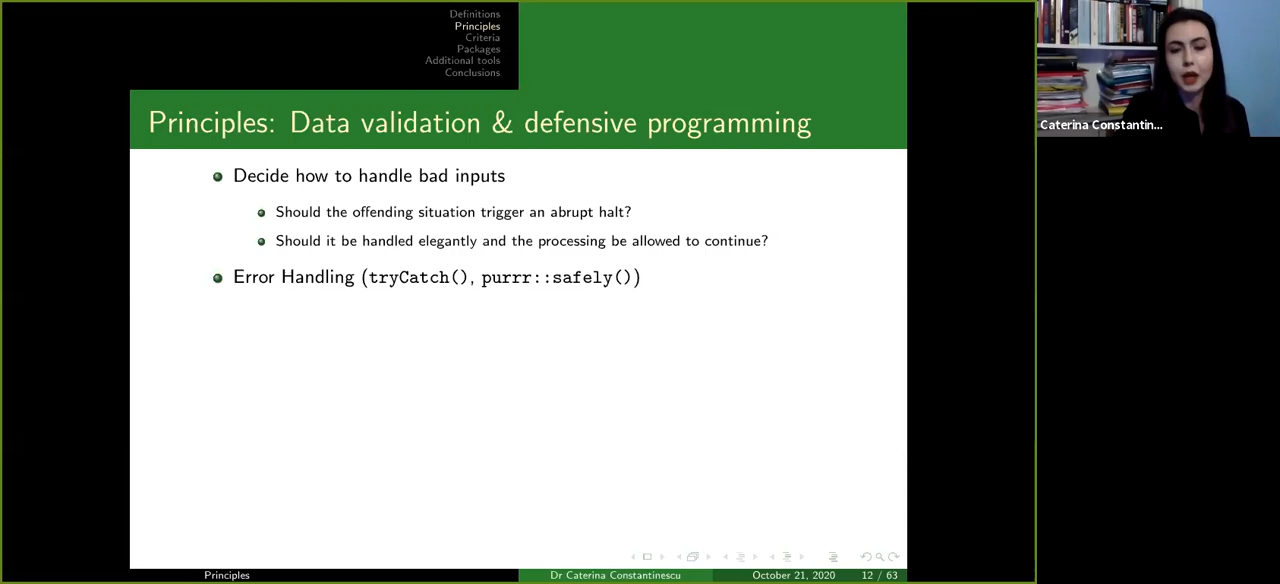 Definitions
Principles
Criteria
Packages
Additional tools
Conclusions
Principles: Data validation & defensive programming
Decide how to handle bad inputs
Should the offending situation trigger an abrupt halt?
Should it be handled elegantly and the processing be allowed to continue?
Error Handling (tryCatch(), purrr::safely())
Principles
Dr Caterina Constantinescu
October 21, 2020
12 / 63
Caterina Constantin...